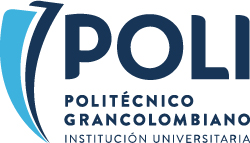 POLI
POLITÉCNICO
GRANCOLOMBIANO
INSTITUCIÓN UNIVERSITARIA